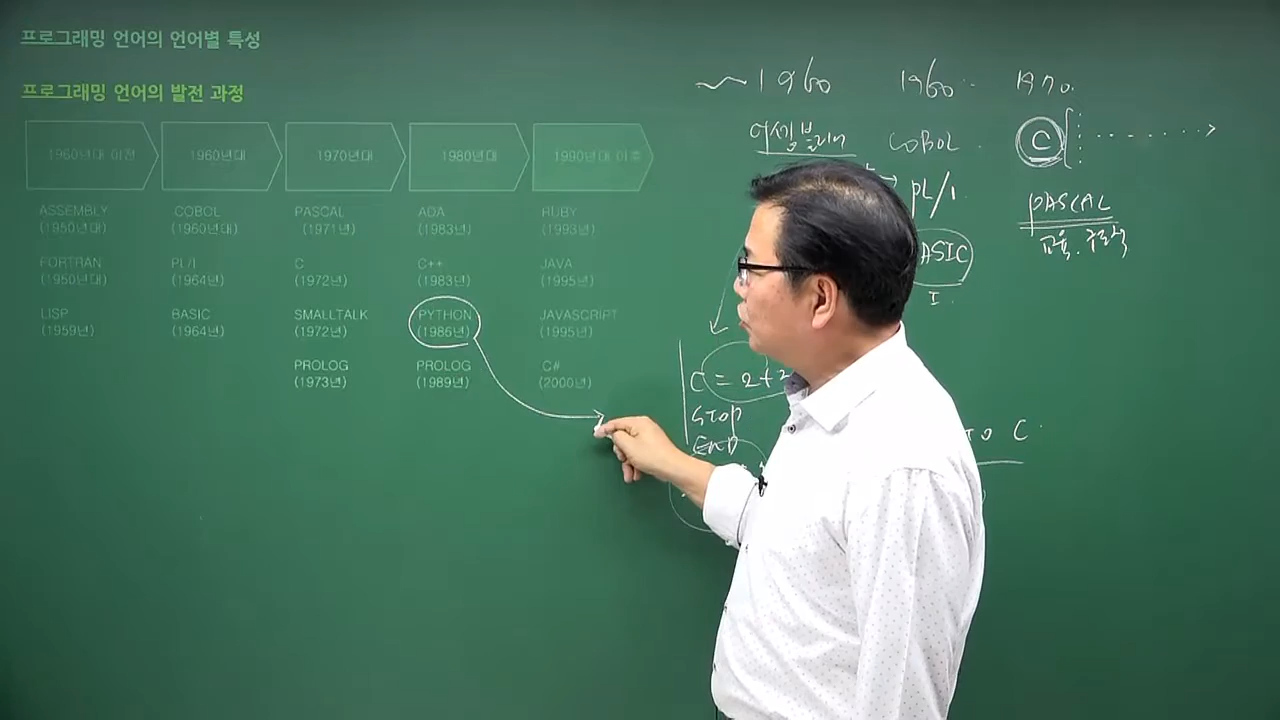 프로그래밍 언어의 언어별 특성
프로그래밍 언어의 발전 과정
1960년대 이전
1960년대
1970년대
1980년대
1990년대 이후
ASSEMBLY
(1950년대)
COBOL
(1960년대)
PASCAL
(1971년)
ADA
(1983년)
RUBY
(1993년)
FORTRAN
(1950년대)
PL/I
(1964년)
C
(1972년)
C++
(1983년)
JAVA
(1995년)
LISP
(1959년)
BASIC
(1964년)
SMALLTALK
(1972년)
PYTHON
(1986년)
JAVASCRIPT
(1995년)
PROLOG
(1973년)
PROLOG
(1989년)
C#
(2000년)
~1960 1960 1970.
어셈블리어 COBOL C
PL/I. PASCAL
교육.
ASIC
I.
C = 2+2
STOP
END
TO C